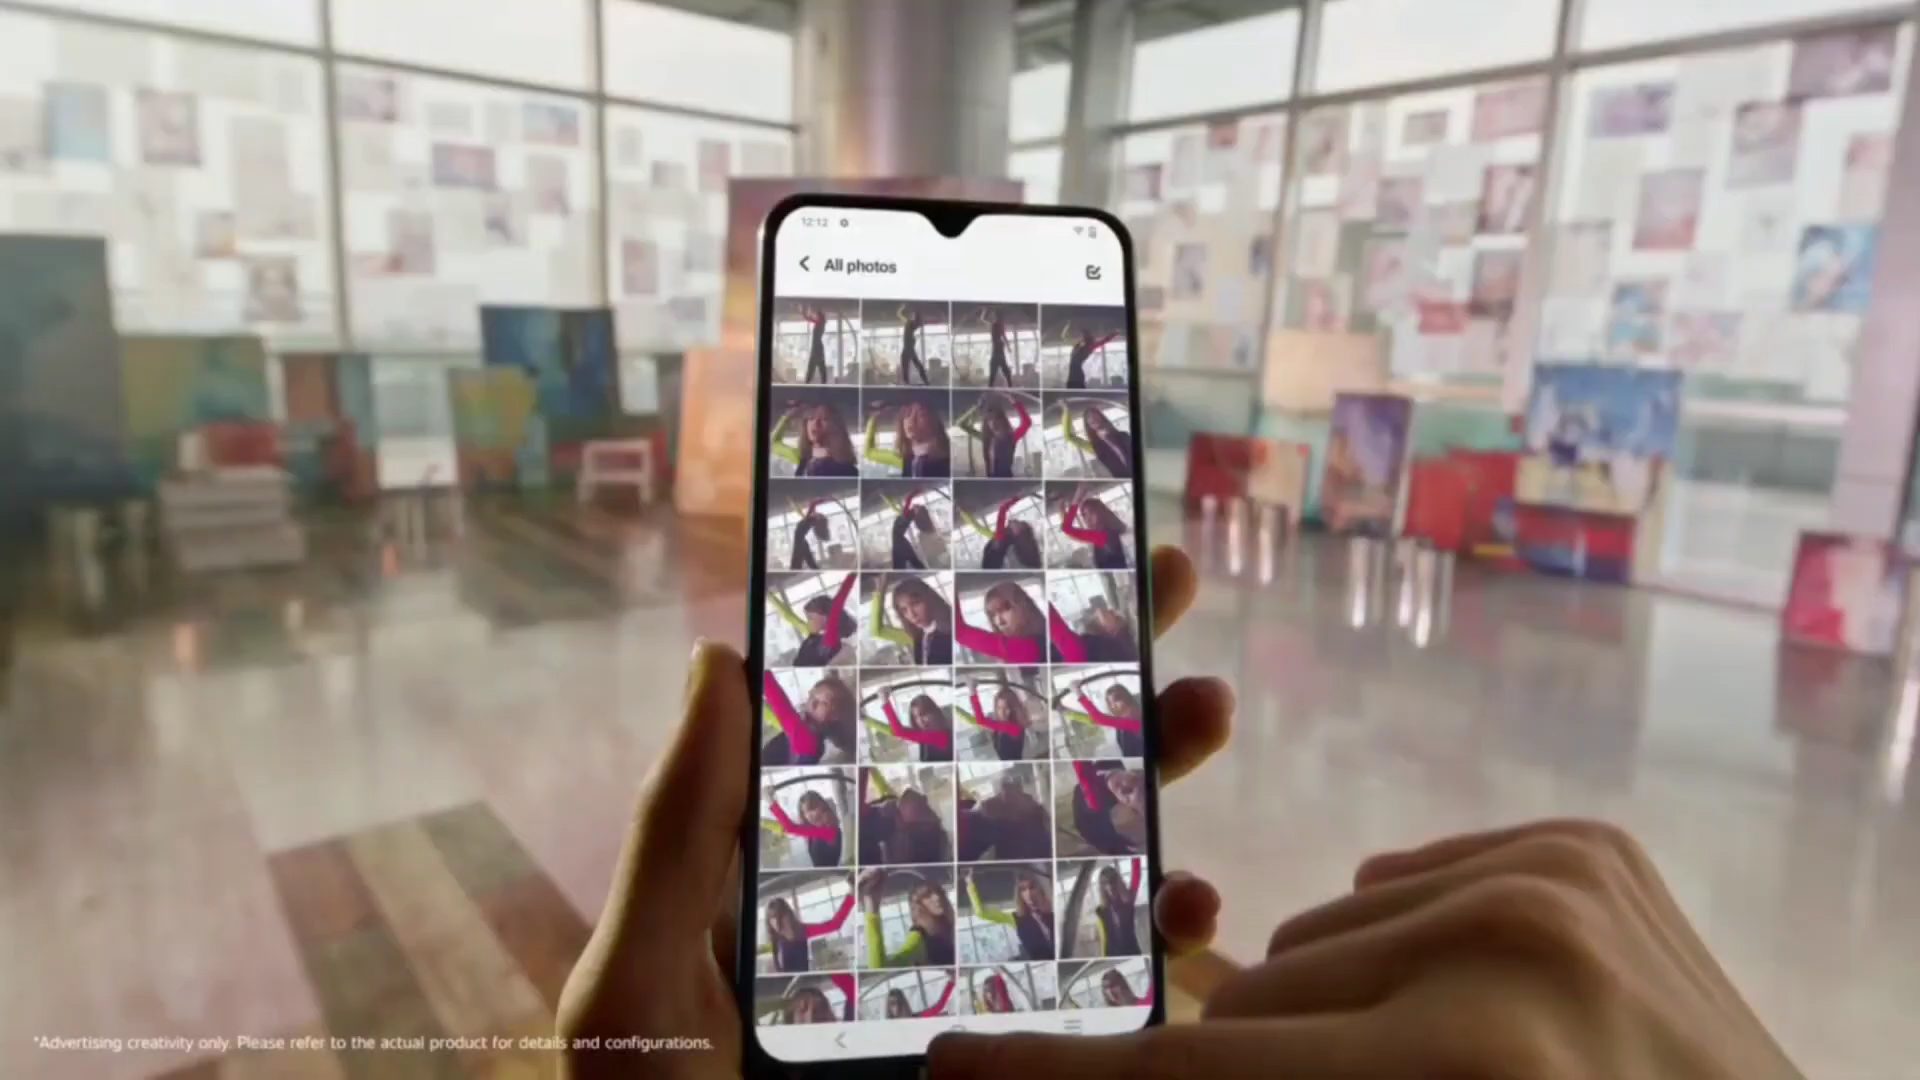 12:12
All photos
*Advertising creativity only. Please refer to the actual product for details and configurations.